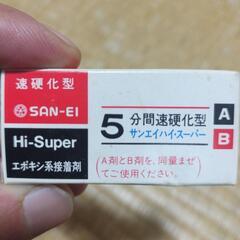 速硬化型
SAN-EI
Hi-Super
エポキシ系接着剤
5分間速硬化型
サンエイハイ・スーパー
A
B
(A剤とB剤を、同量まぜ
てご使用ください。)